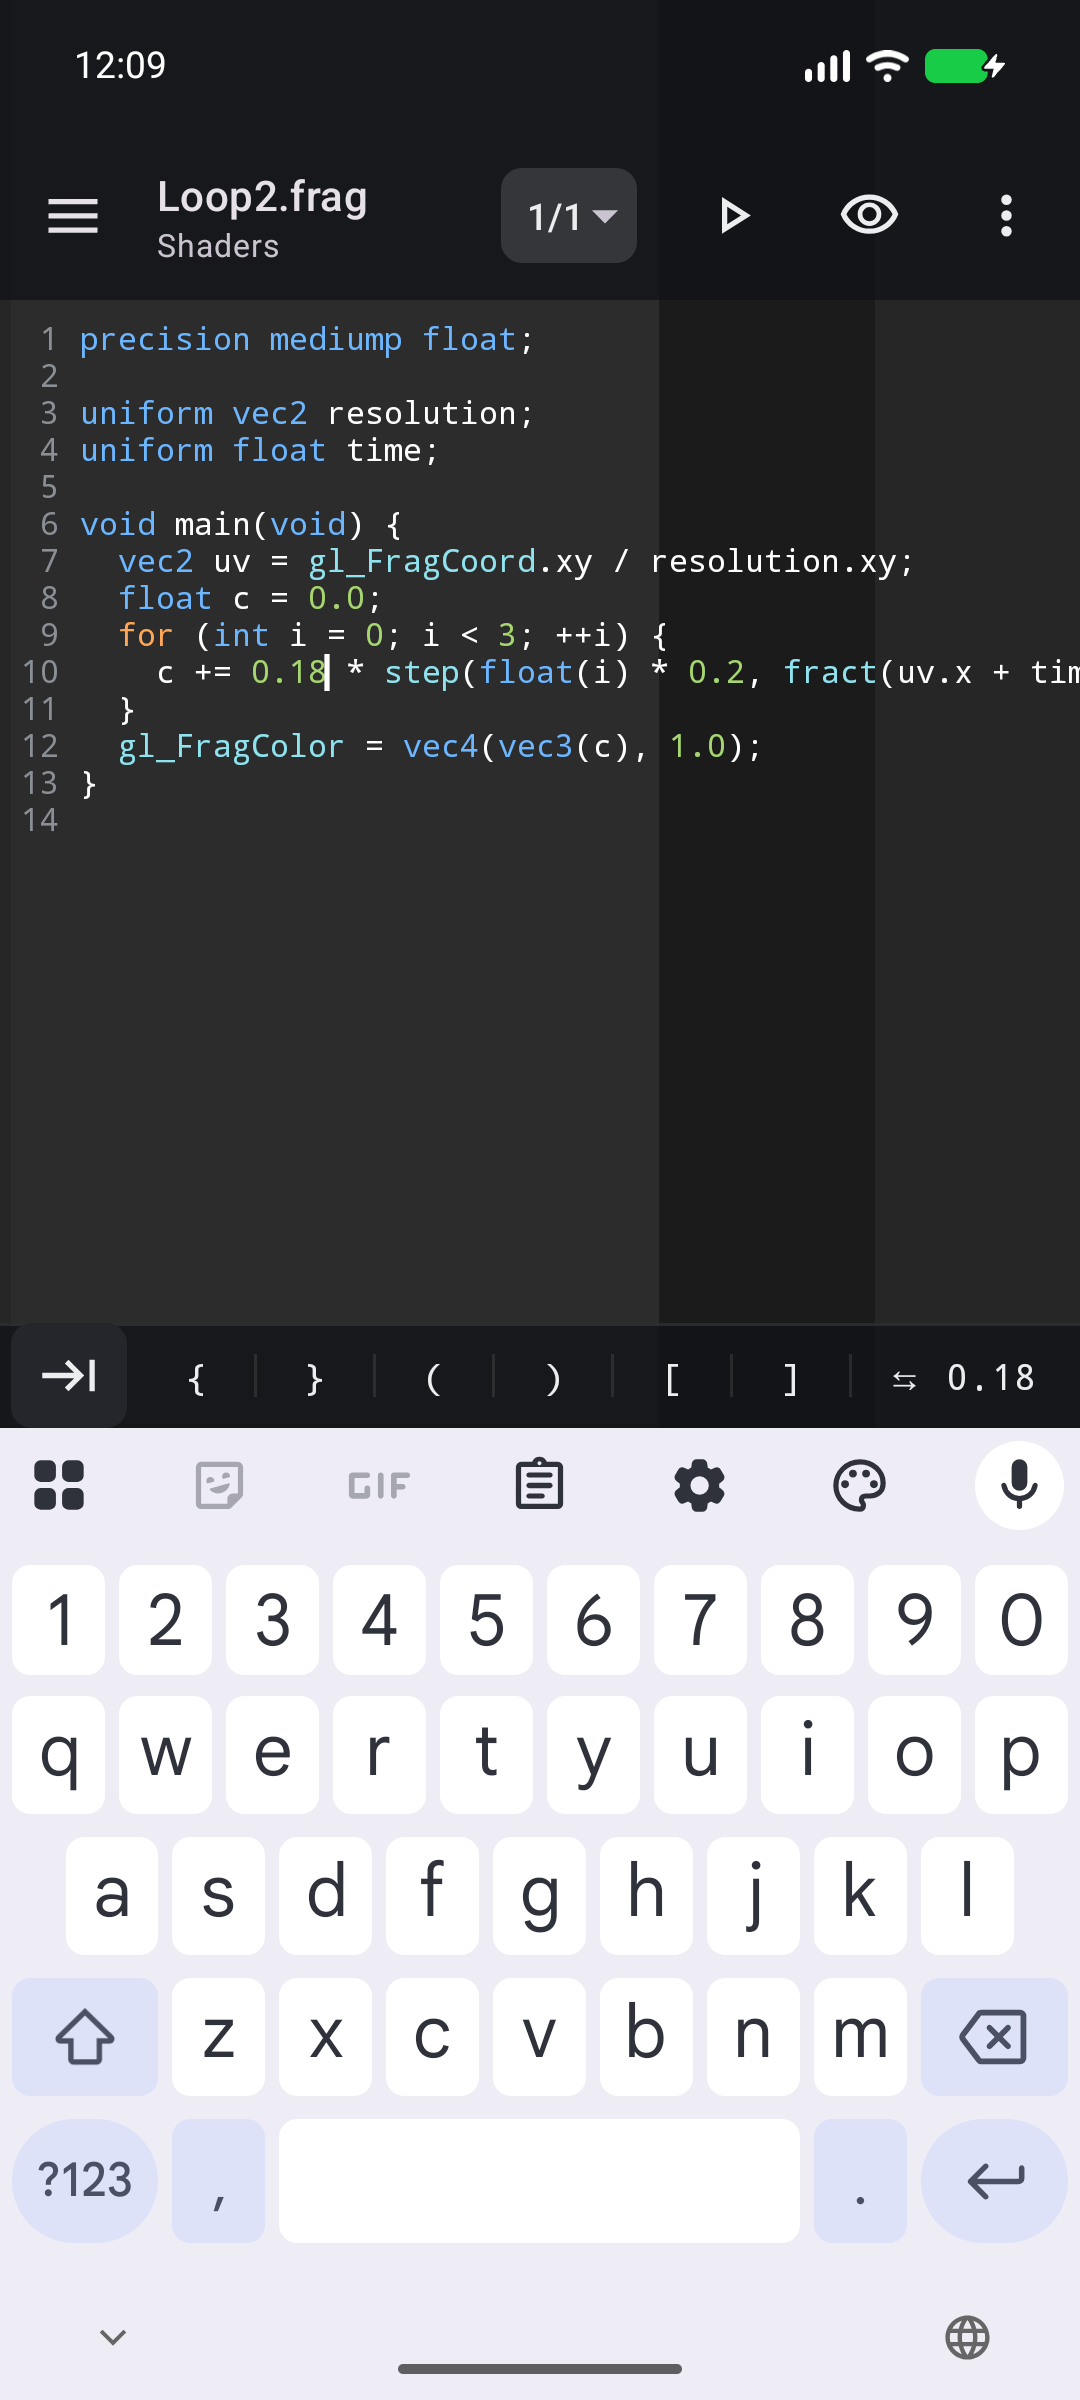 12:09
Loop2.frag
Shaders
1/1
1 precision mediump float;
2
3 uniform vec2 resolution;
4 uniform float time;
5
6 void main(void) {
7   vec2 uv = gl_FragCoord.xy / resolution.xy;
8   float c = 0.0;
9   for (int i = 0; i < 3; ++i) {
10     c += 0.18 * step(float(i) * 0.2, fract(uv.x + tim
11   }
12   gl_FragColor = vec4(vec3(c), 1.0);
13 }
14
{ } ( ) [ ] ⇆ 0.18
GIF
1 2 3 4 5 6 7 8 9 0
q w e r t y u i o p
a s d f g h j k l
z x c v b n m
?123 , .